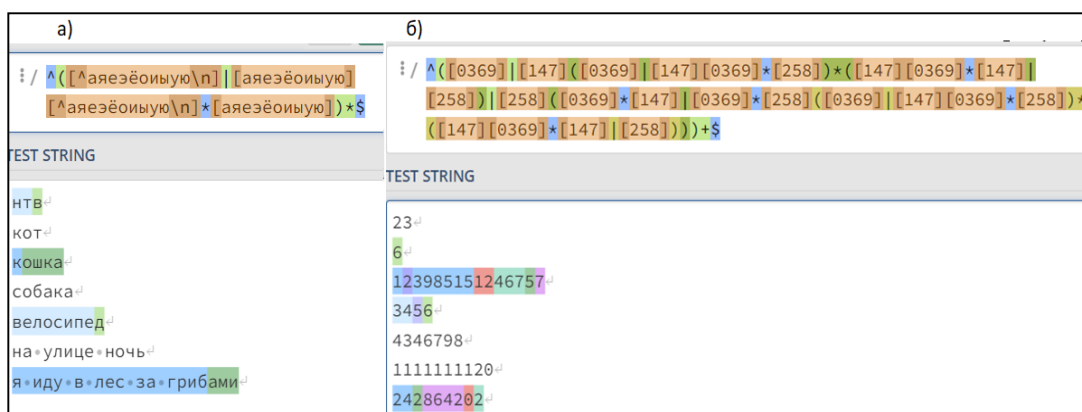 а)
⋮/ ^([^аяеэёоиыую\n]|[аяеэёоиыую]
[^аяеэёоиыую\n]*[аяеэёоиыую])*$
TEST STRING
нтв↵
кот↵
кошка↵
собака↵
велосипед↵
на•улице•ночь↵
я•иду•в•лес•за•грибами↵
б)
⋮/ ^([0369]|[147]([0369]|[147][0369]*[258])*([147][0369]*[147]|
[258])|[258]([0369]*[147]|[0369]*[258]([0369]|[147][0369]*[258])*
([147][0369]*[147]|[258])))+$
TEST STRING
23↵
6↵
123985151246757↵
3456↵
4346798↵
1111111120↵
242864202↵